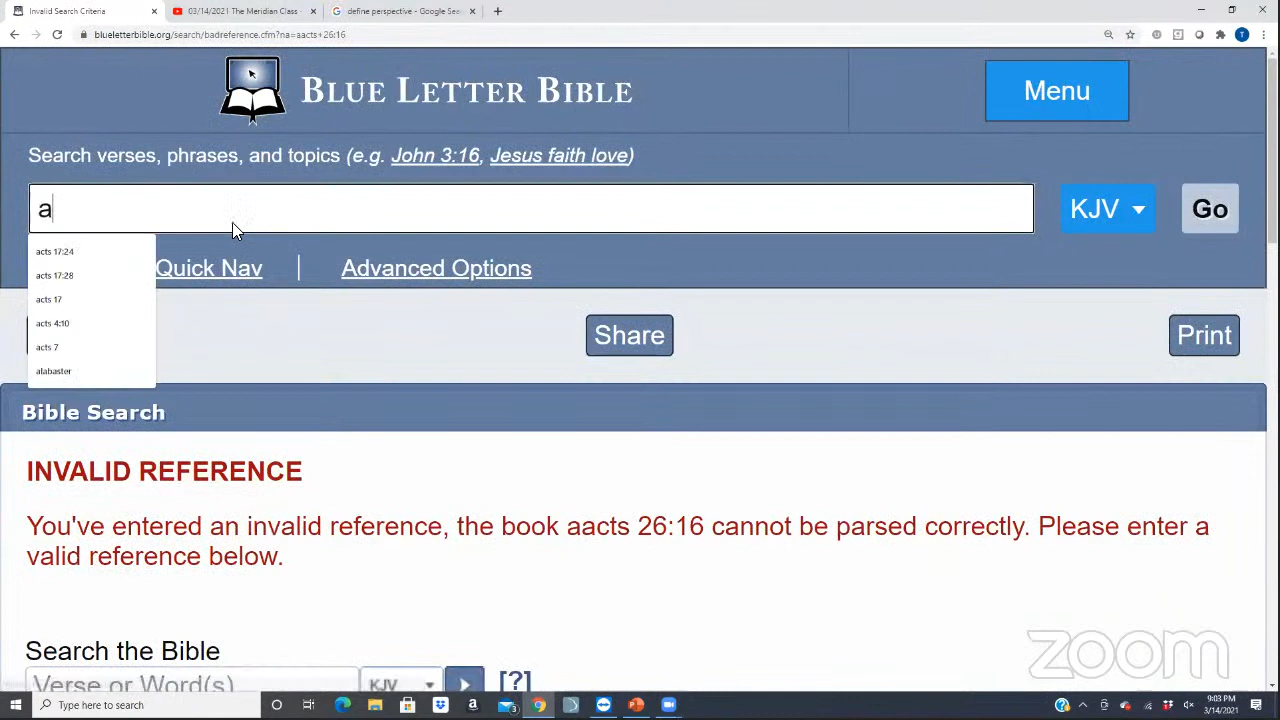 Invalid Search Criteria
03/14/2021 The Meridian Class
define perspective - Google Sea
blueletterbible.org/search/badreference.cfm?na=aacts+26:16
BLUE LETTER BIBLE
Menu
Search verses, phrases, and topics (e.g. John 3:16, Jesus faith love)
a
KJV
Go
acts 17:24
acts 17:28
acts 17
acts 4:10
acts 7
alabaster
Quick Nav
Advanced Options
Share
Print
Bible Search
INVALID REFERENCE
You've entered an invalid reference, the book aacts 26:16 cannot be parsed correctly. Please enter a
valid reference below.
Search the Bible
Verse or Word(s)
KJV
[?]
zoom
Type here to search
9:03 PM
3/14/2021